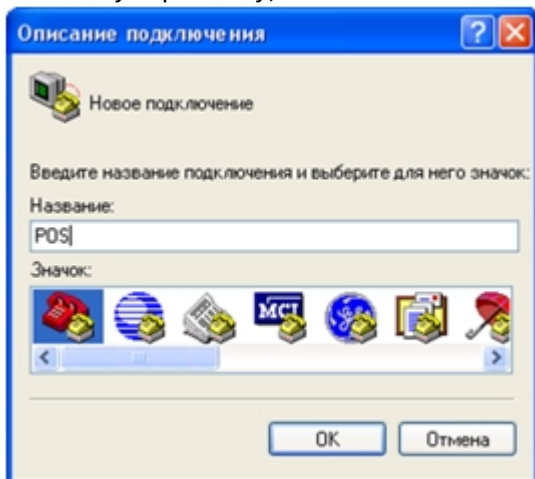 Описание подключения
Новое подключение
Введите название подключения и выберите для него значок:
Название:
POS
Значок:
MCI
OK
Отмена